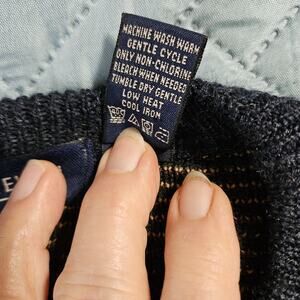 MACHINE WASH WARM
GENTLE CYCLE
ONLY NON-CHLORINE
BLEACH WHEN NEEDED
TUMBLE DRY GENTLE
LOW HEAT
COOL IRON